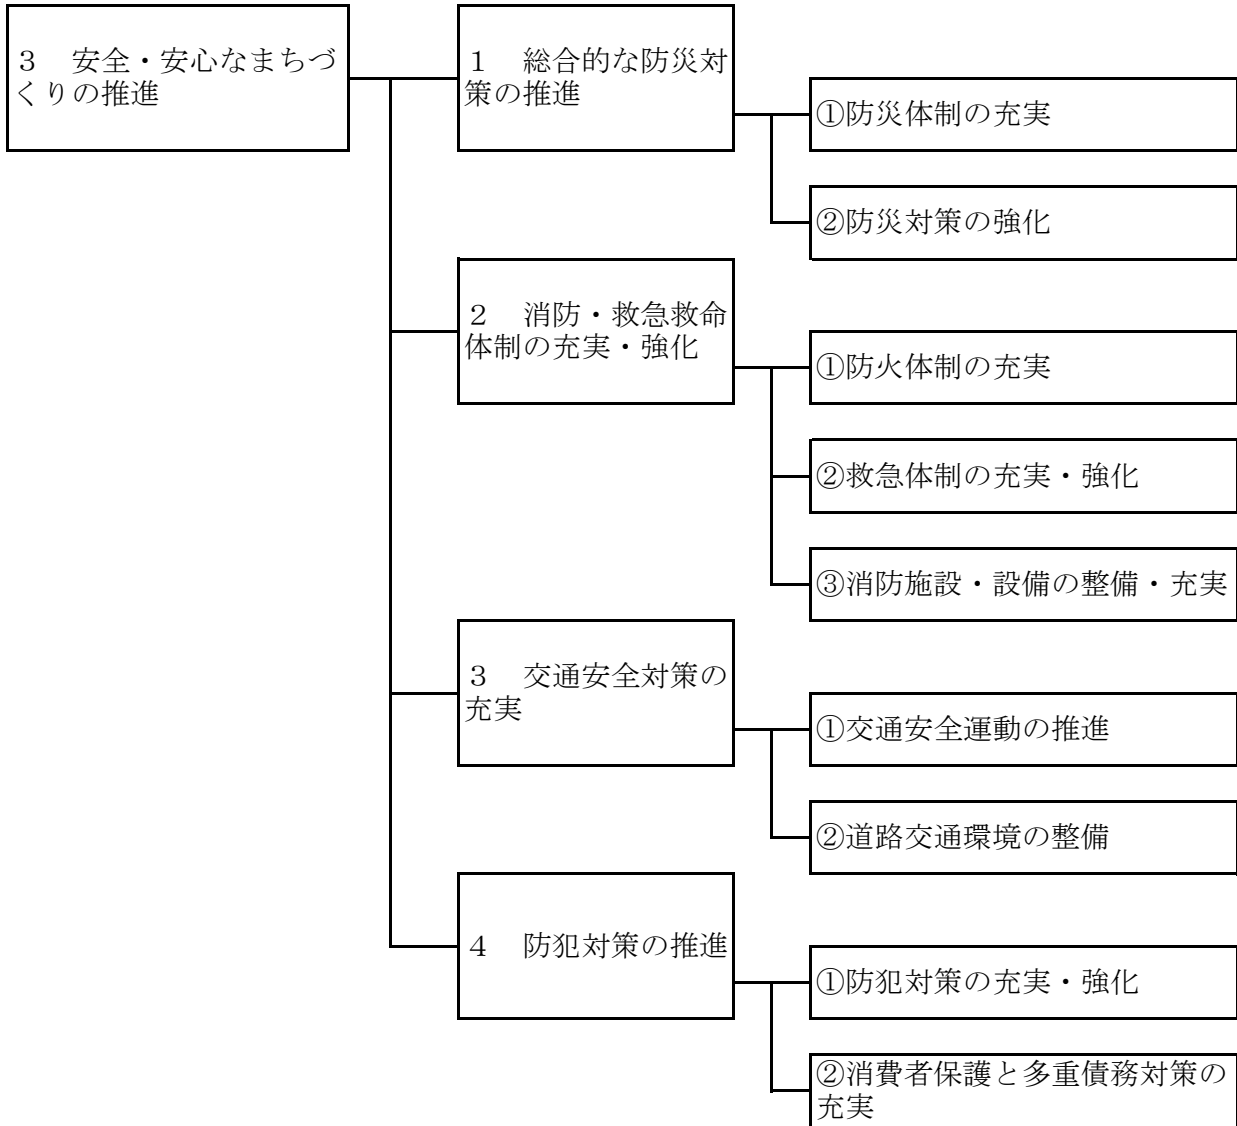 ３　安全・安心なまちづ
くりの推進
１　総合的な防災対
策の推進
①防災体制の充実
②防災対策の強化
２　消防・救急救命
体制の充実・強化
①防火体制の充実
②救急体制の充実・強化
③消防施設・設備の整備・充実
３　交通安全対策の
充実
①交通安全運動の推進
②道路交通環境の整備
４　防犯対策の推進
①防犯対策の充実・強化
②消費者保護と多重債務対策の
充実